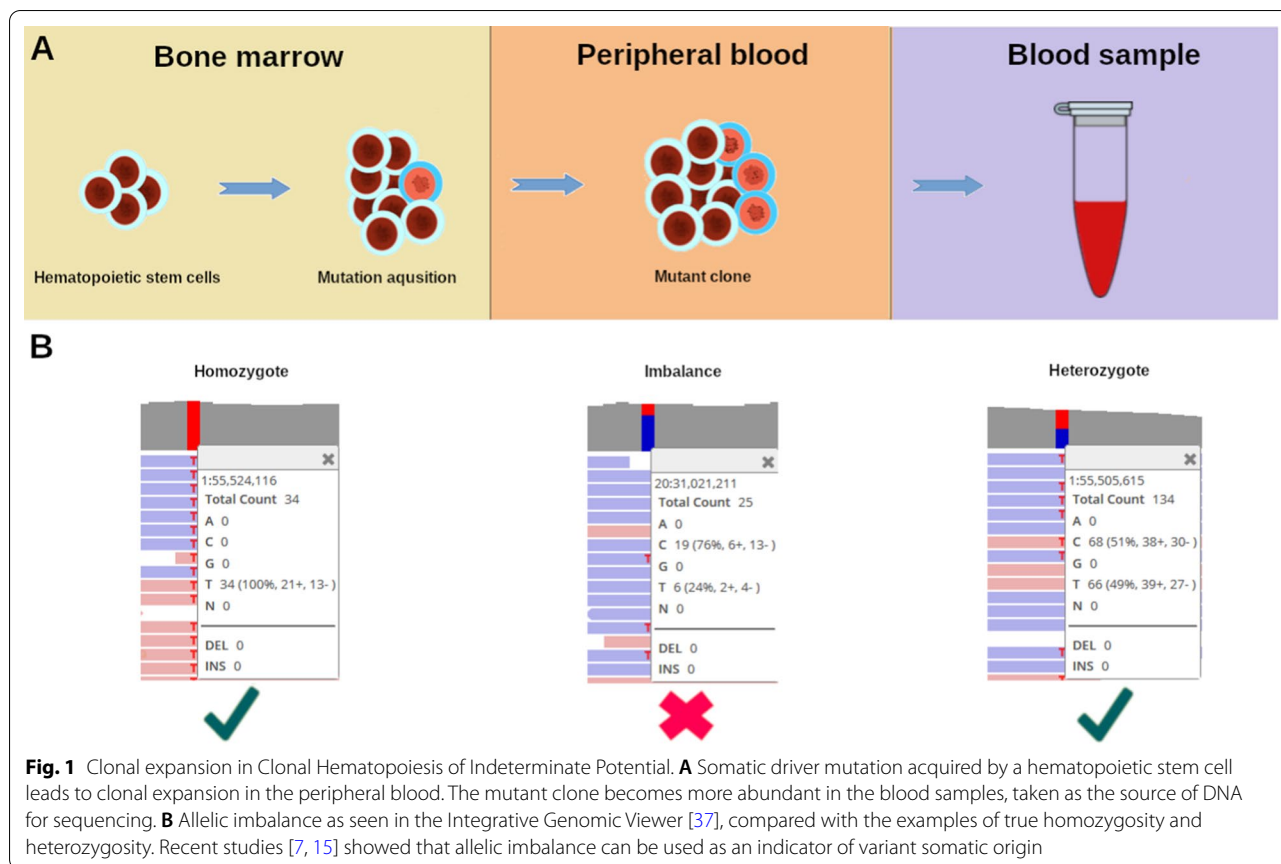 A
Bone marrow
Peripheral blood
Blood sample
Hematopoietic stem cells
Mutation aqusition
Mutant clone
B
Homozygote
Imbalance
Heterozygote
T
T
T
T
T
T
T
T
T
T
T
T
T
T
1:55,524,116
Total Count 34
A 0
C 0
G 0
T 34 (100%, 21+, 13- )
N 0
DEL 0
INS 0
T
T
T
20:31,021,211
Total Count 25
A 0
C 19 (76%, 6+, 13- )
G 0
T 6 (24%, 2+, 4- )
N 0
DEL 0
INS 0
T
T
T
T
T
T
T
T
T
1:55,505,615
Total Count 134
A 0
C 68 (51%, 38+, 30- )
G 0
T 66 (49%, 39+, 27- )
N 0
DEL 0
INS 0
Fig. 1 Clonal expansion in Clonal Hematopoiesis of Indeterminate Potential. A Somatic driver mutation acquired by a hematopoietic stem cell
leads to clonal expansion in the peripheral blood. The mutant clone becomes more abundant in the blood samples, taken as the source of DNA
for sequencing. B Allelic imbalance as seen in the Integrative Genomic Viewer [37], compared with the examples of true homozygosity and
heterozygosity. Recent studies [7, 15] showed that allelic imbalance can be used as an indicator of variant somatic origin